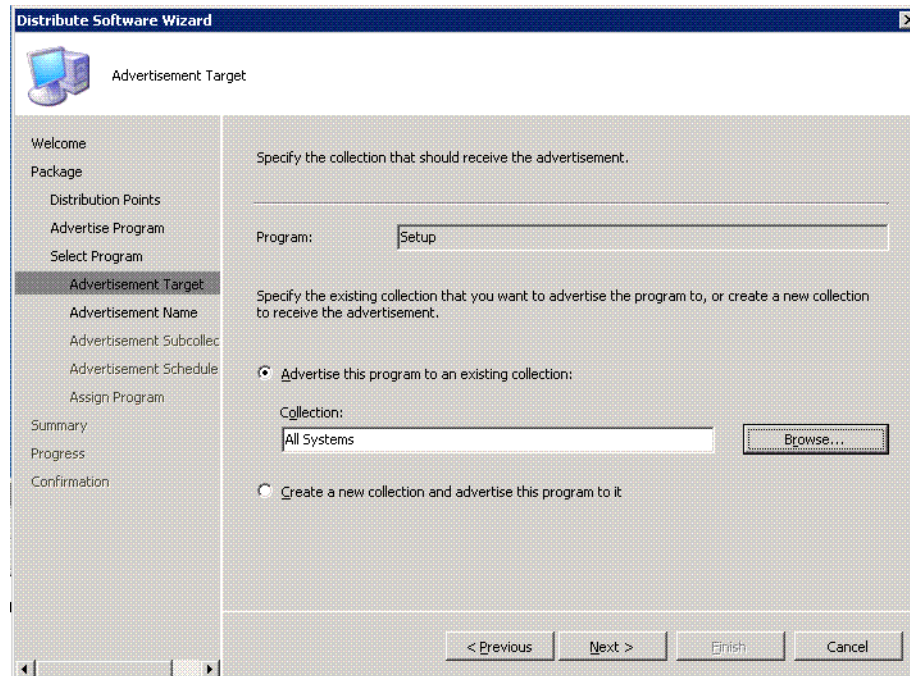 Distribute Software Wizard
Advertisement Target
Welcome
Package
Distribution Points
Advertise Program
Select Program
Advertisement Target
Advertisement Name
Advertisement Subcollec
Advertisement Schedule
Assign Program
Summary
Progress
Confirmation
Specify the collection that should receive the advertisement.
Program: Setup
Specify the existing collection that you want to advertise the program to, or create a new collection
to receive the advertisement.
Advertise this program to an existing collection:
Collection:
All Systems Browse...
Create a new collection and advertise this program to it
< Previous Next > Finish Cancel